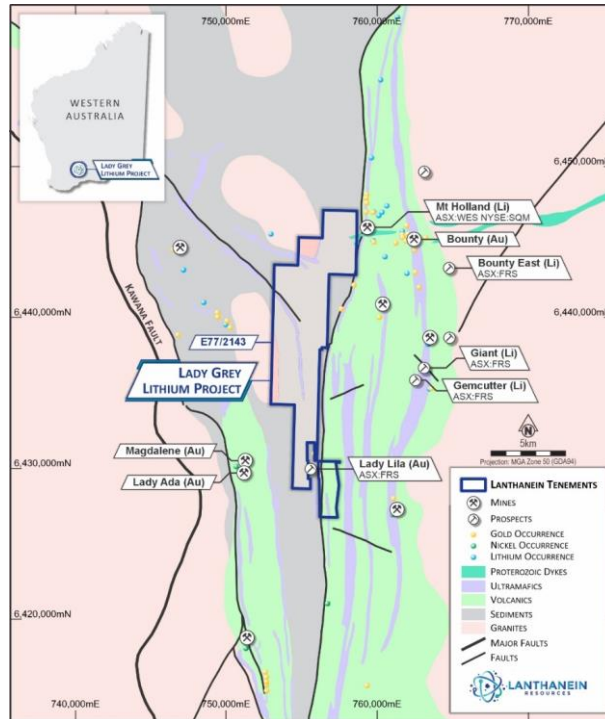 750,000mE
760,000mE
770,000mE
WESTERN
AUSTRALIA
LADY GREY
LITHIUM PROJECT
6,450,000mN
Mt Holland (Li)
ASX:WES NYSE:SQM
Bounty (Au)
Bounty East (Li)
ASX:FRS
KAWANA FAULT
6,440,000mN
6,440,000mN
E77/2143
LADY GREY
LITHIUM PROJECT
Giant (Li)
ASX:FRS
Gemcutter (Li)
ASX:FRS
N
5km
Projection: MGA Zone 50 (GDA94)
Magdalene (Au)
Lady Ada (Au)
6,430,000mN
Lady Lila (Au)
ASX:FRS
LANTHANEIN TENEMENTS
MINES
PROSPECTS
GOLD OCCURRENCE
NICKEL OCCURRENCE
LITHIUM OCCURRENCE
PROTEROZOIC DYKES
ULTRAMAFICS
VOLCANICS
SEDIMENTS
GRANITES
MAJOR FAULTS
FAULTS
6,420,000mN
LANTHANEIN
RESOURCES
740,000mE
750,000mE
760,000mE